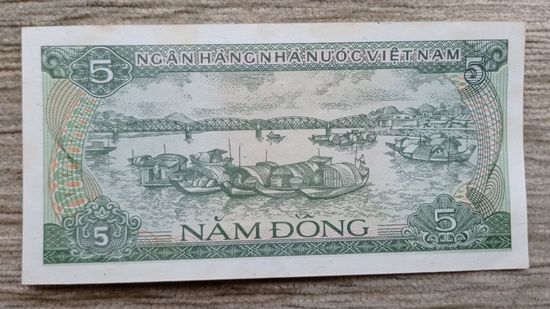 5 NGÂN HÀNG NHÀ NƯỚC VIỆT NAM 5
5 NĂM ĐỒNG 5